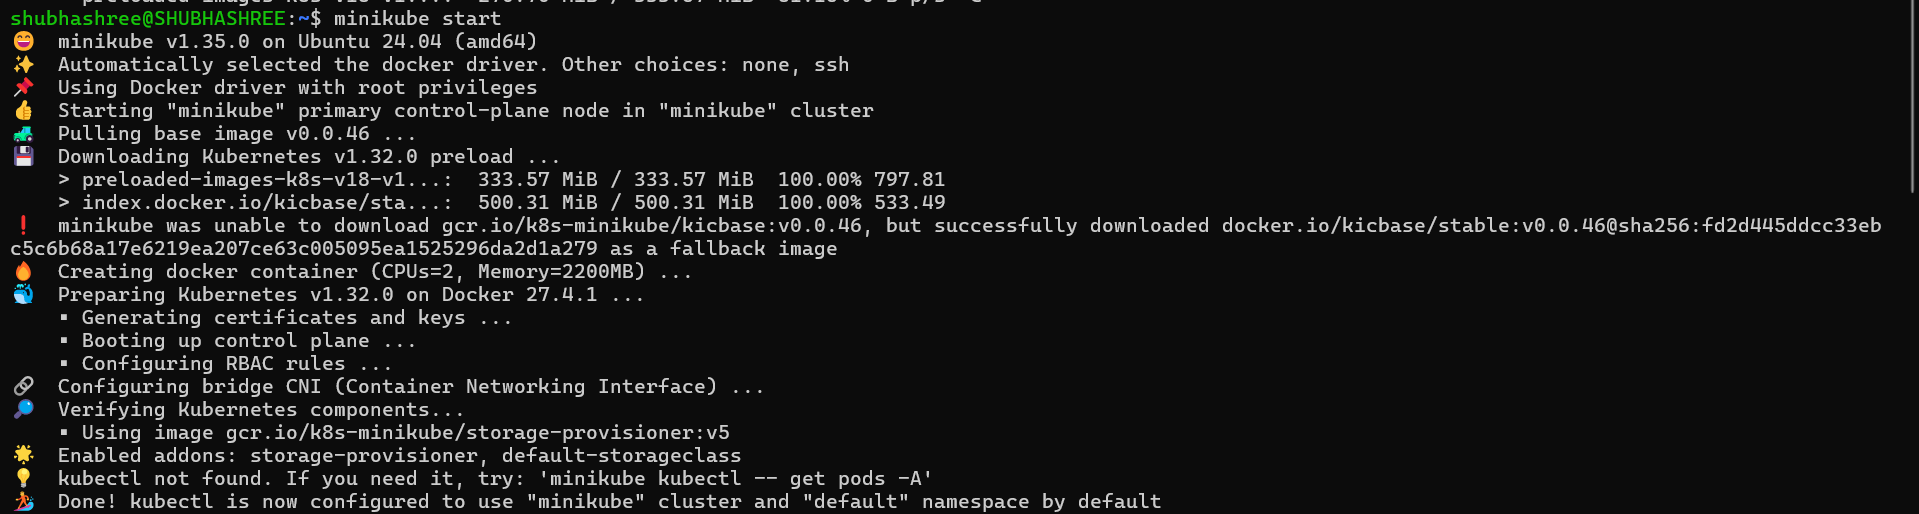 shubhashree@SHUBHASHREE:~$ minikube start
😄 minikube v1.35.0 on Ubuntu 24.04 (amd64)
✨ Automatically selected the docker driver. Other choices: none, ssh
📌 Using Docker driver with root privileges
👍 Starting "minikube" primary control-plane node in "minikube" cluster
🚜 Pulling base image v0.0.46 ...
💾 Downloading Kubernetes v1.32.0 preload ...
> preloaded-images-k8s-v18-v1...: 333.57 MiB / 333.57 MiB 100.00% 797.81
> index.docker.io/kicbase/sta...: 500.31 MiB / 500.31 MiB 100.00% 533.49
❗ minikube was unable to download gcr.io/k8s-minikube/kicbase:v0.0.46, but successfully downloaded docker.io/kicbase/stable:v0.0.46@sha256:fd2d445ddcc33eb
c5c6b68a17e6219ea207ce63c005095ea1525296da2d1a279 as a fallback image
🔥 Creating docker container (CPUs=2, Memory=2200MB) ...
🐳 Preparing Kubernetes v1.32.0 on Docker 27.4.1 ...
▪ Generating certificates and keys ...
▪ Booting up control plane ...
▪ Configuring RBAC rules ...
🔗 Configuring bridge CNI (Container Networking Interface) ...
🔎 Verifying Kubernetes components...
▪ Using image gcr.io/k8s-minikube/storage-provisioner:v5
🌟 Enabled addons: storage-provisioner, default-storageclass
💡 kubectl not found. If you need it, try: 'minikube kubectl -- get pods -A'
🏄 Done! kubectl is now configured to use "minikube" cluster and "default" namespace by default